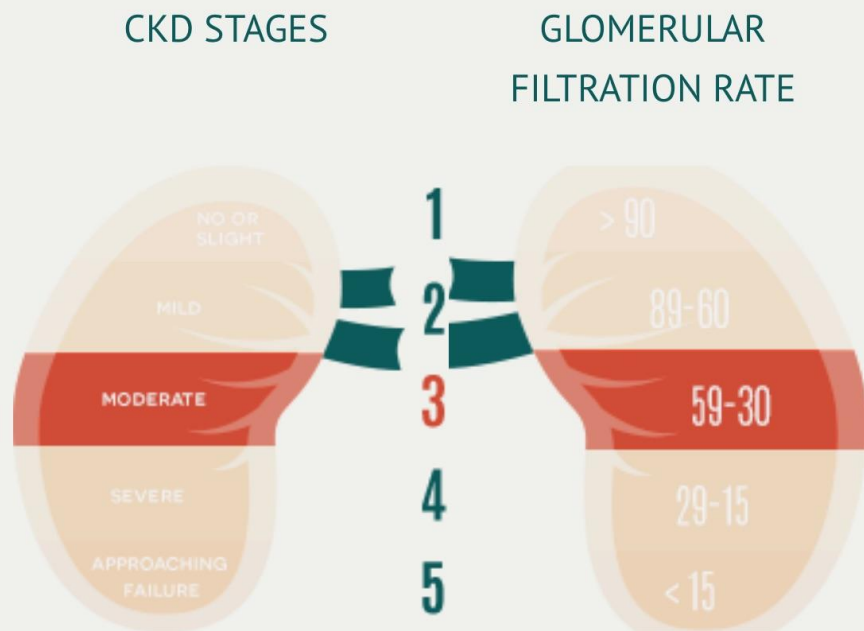 CKD STAGES
GLOMERULAR
FILTRATION RATE
NO OR
SLIGHT
1
> 90
MILD
2
89-60
MODERATE
3
59-30
SEVERE
4
29-15
APPROACHING
FAILURE
5
< 15